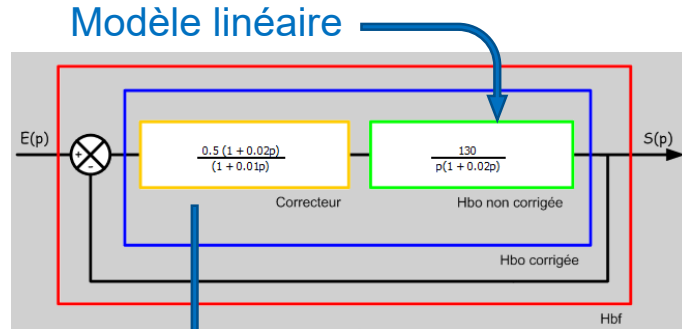 Modèle linéaire
E(p)
+
-
0.5 (1 + 0.02p)
(1 + 0.01p)
Correcteur
130
p(1 + 0.02p)
Hbo non corrigée
S(p)
Hbo corrigée
Hbf